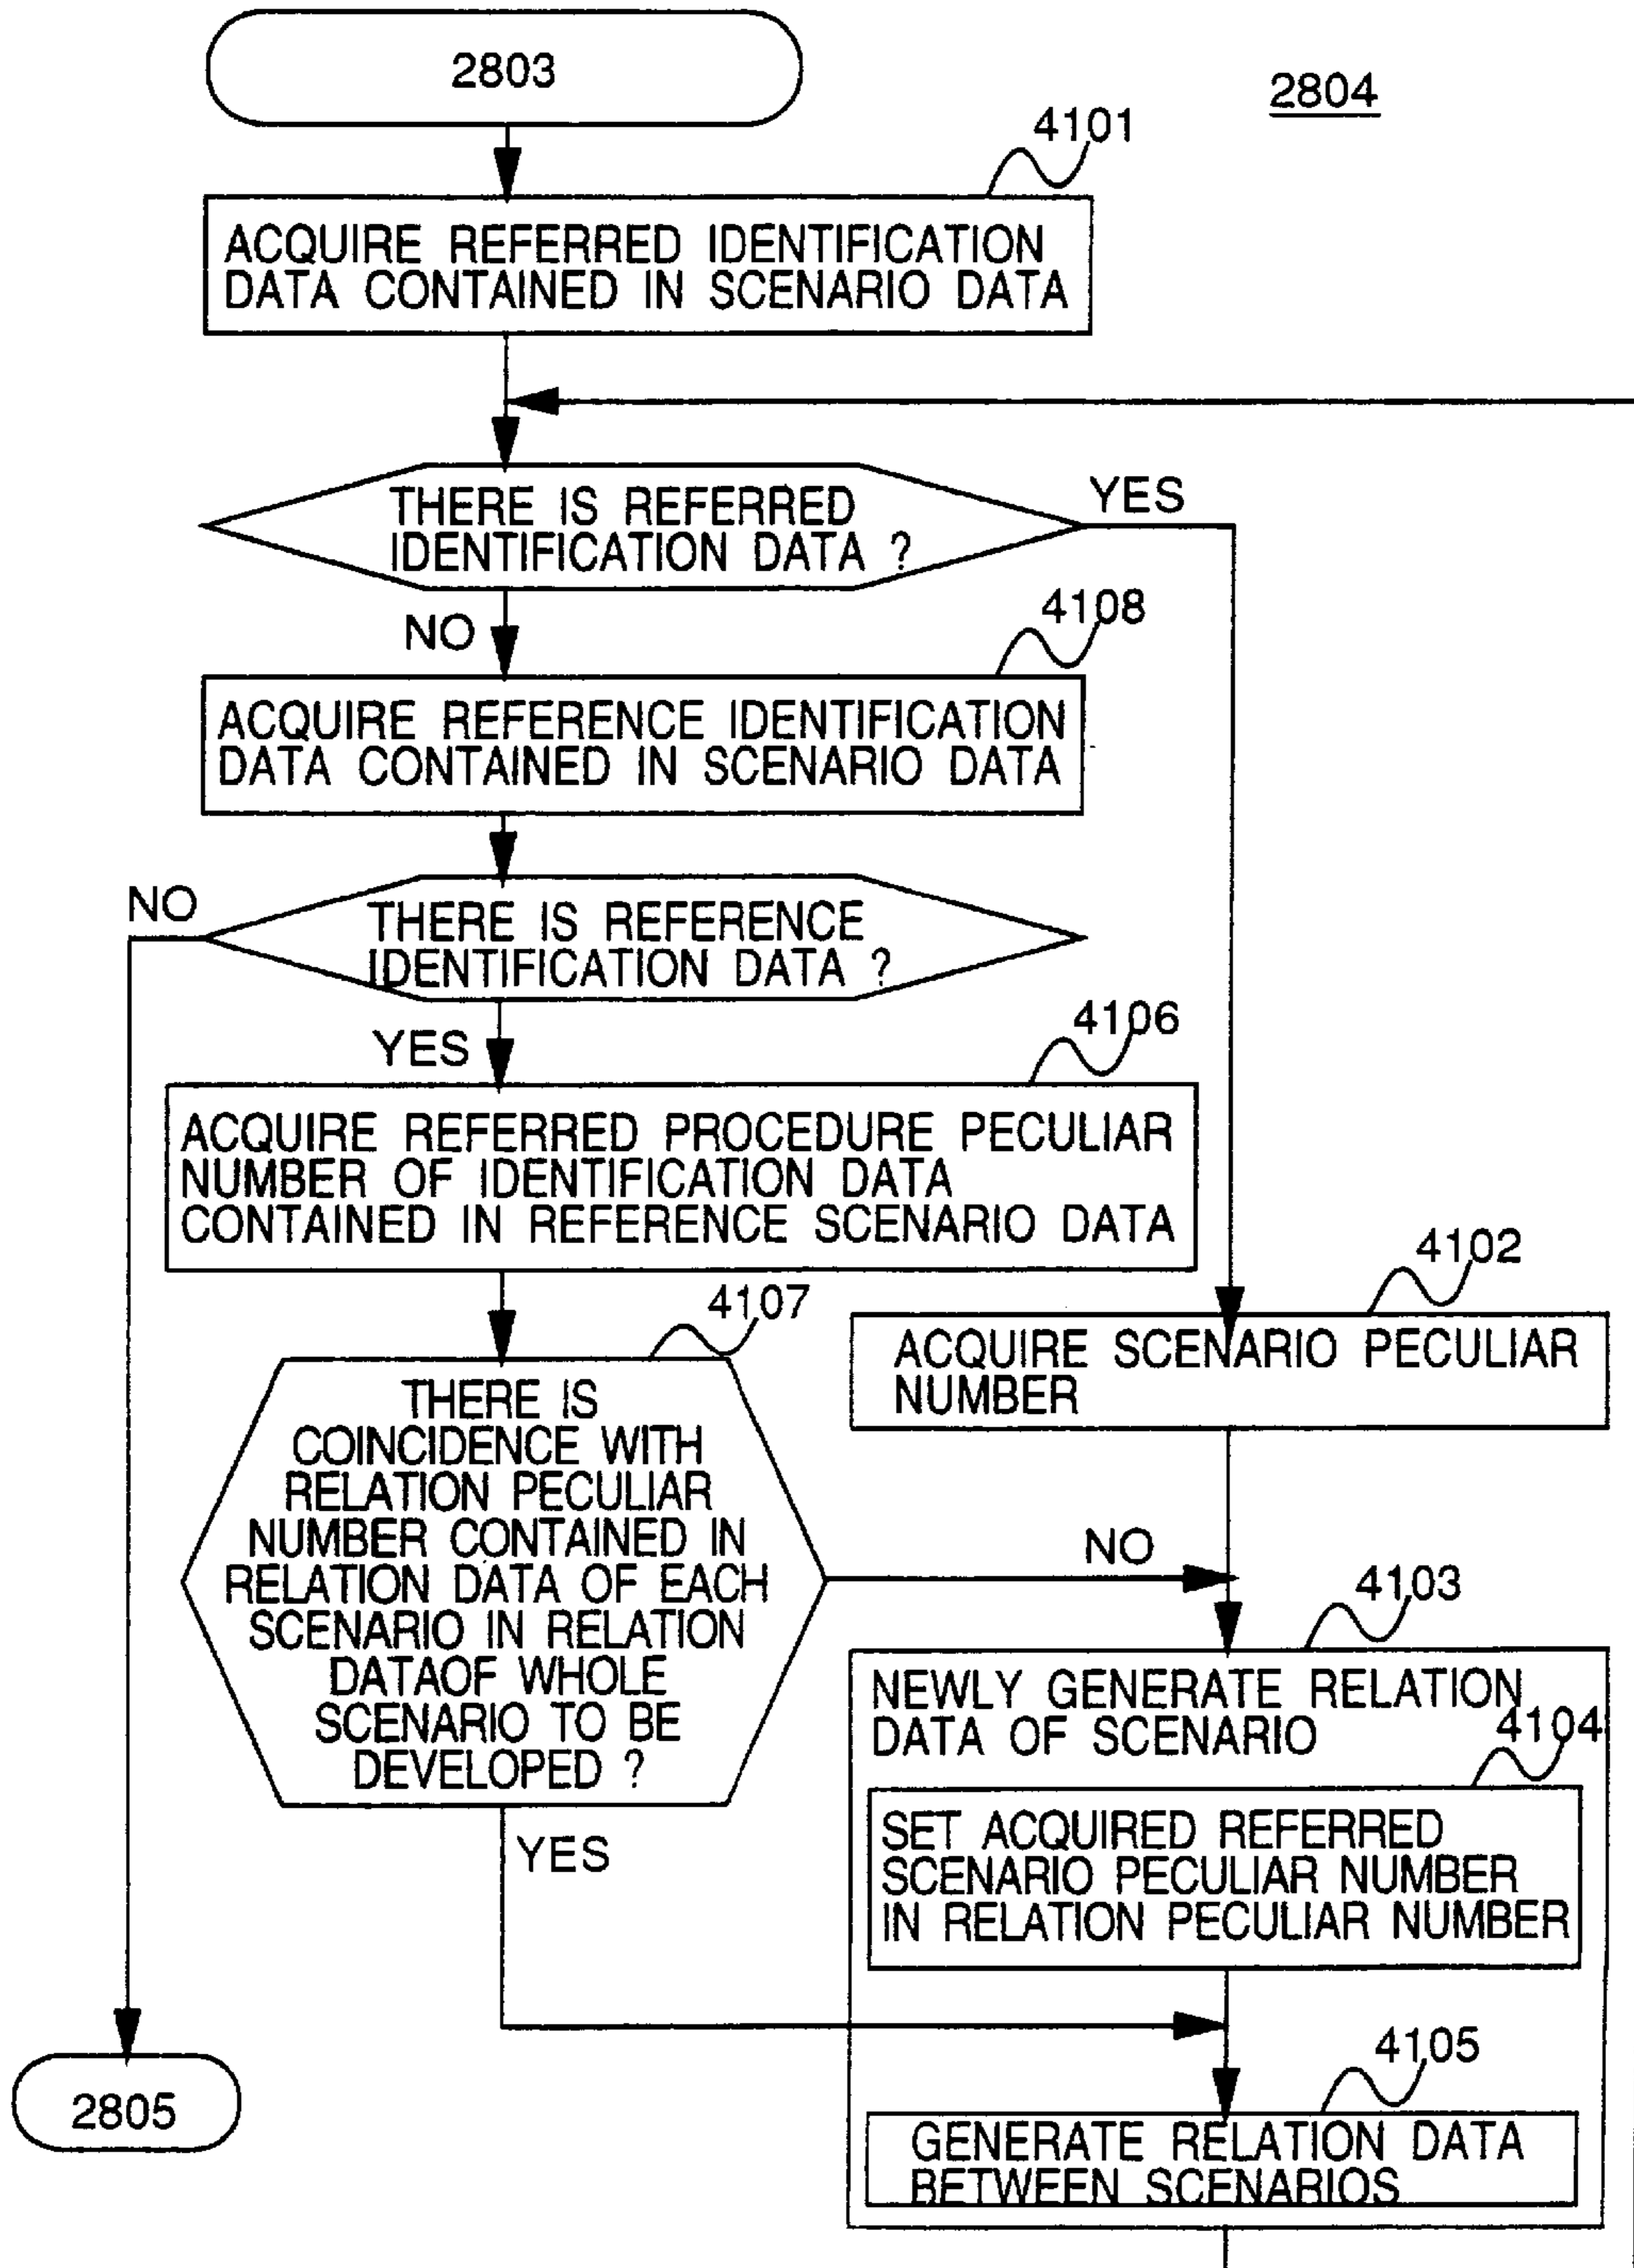 2803
2804
4101
ACQUIRE REFERRED IDENTIFICATION
DATA CONTAINED IN SCENARIO DATA
THERE IS REFERRED
IDENTIFICATION DATA ?
YES
NO
4108
ACQUIRE REFERENCE IDENTIFICATION
DATA CONTAINED IN SCENARIO DATA
NO
THERE IS REFERENCE
IDENTIFICATION DATA ?
YES
4106
ACQUIRE REFERRED PROCEDURE PECULIAR
NUMBER OF IDENTIFICATION DATA
CONTAINED IN REFERENCE SCENARIO DATA
4102
ACQUIRE SCENARIO PECULIAR
NUMBER
4107
THERE IS
COINCIDENCE WITH
RELATION PECULIAR
NUMBER CONTAINED IN
RELATION DATA OF EACH
SCENARIO IN RELATION
DATAOF WHOLE
SCENARIO TO BE
DEVELOPED ?
NO
YES
4103
NEWLY GENERATE RELATION
DATA OF SCENARIO
4104
SET ACQUIRED REFERRED
SCENARIO PECULIAR NUMBER
IN RELATION PECULIAR NUMBER
4105
GENERATE RELATION DATA
BETWEEN SCENARIOS
2805